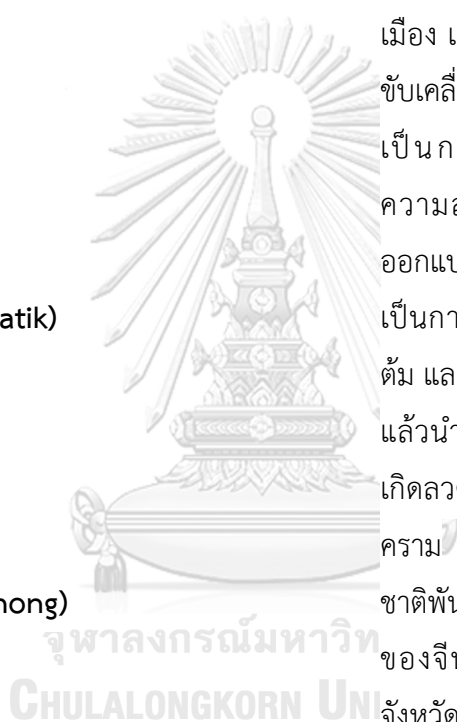 เมือง เ
ขับเคลื่
เป็นก
ความส
ออกแบ
atik)
เป็นกา
ต้ม แล
แล้วนำ
เกิดลว
คราม
hong)
ชาติพัน
จุฬาลงกรณ์มหาวิท
ของจีน
CHULALONGKORN UNI
จังหวัด